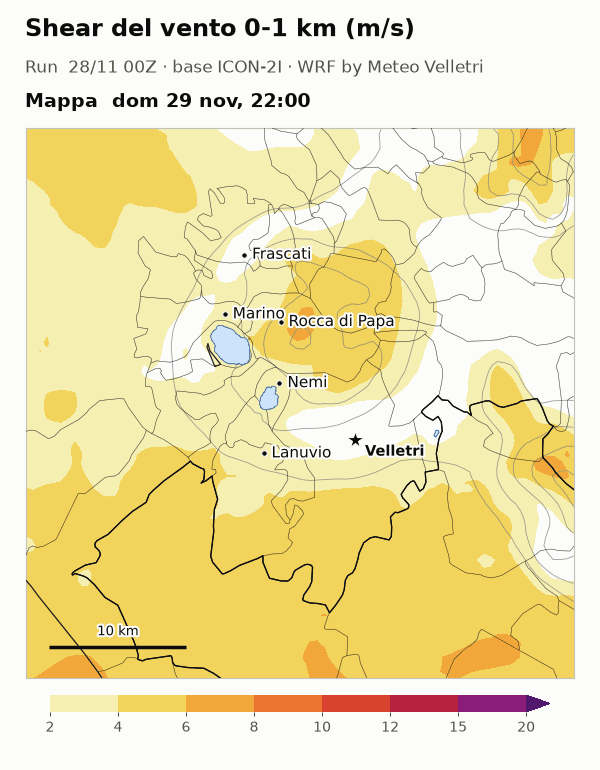 Shear del vento 0-1 km (m/s)
Run  28/11 00Z · base ICON-2I · WRF by Meteo Velletri
Mappa  dom 29 nov, 22:00
Frascati
Marino
Rocca di Papa
Nemi
Velletri
Lanuvio
10 km
2 4 6 8 10 12 15 20